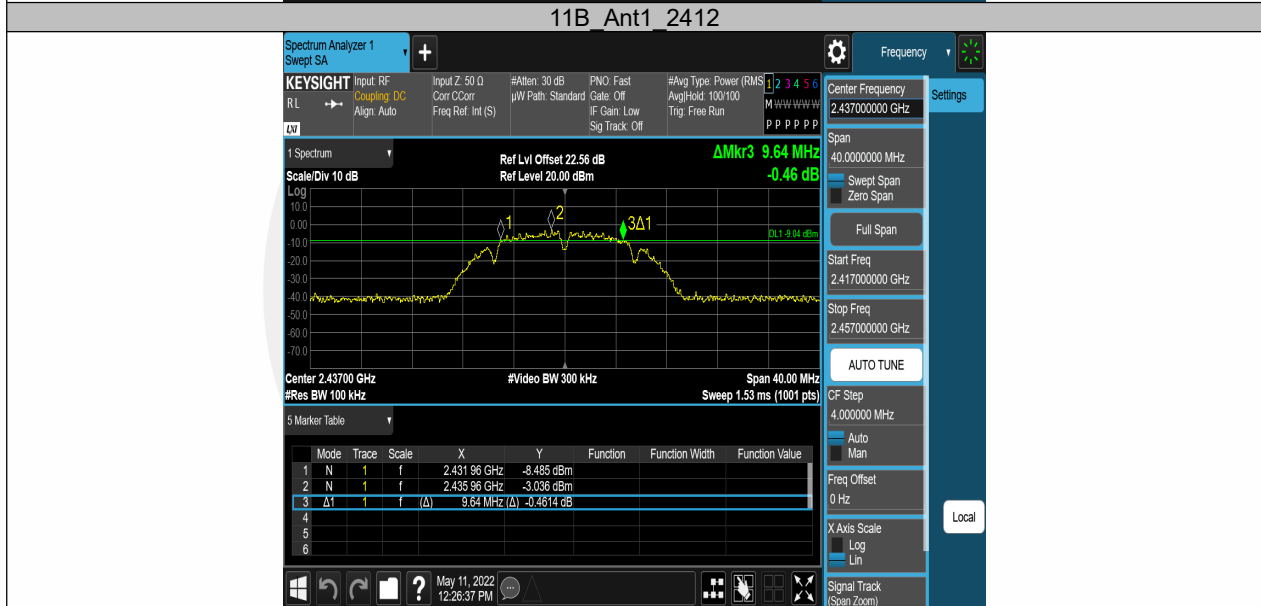 11B_Ant1_2412
Spectrum Analyzer 1
Swept SA
+
Frequency
KEYSIGHT
Input: RF
Coupling: DC
Align: Auto
Input Z: 50 Ω
Corr CCorr
Freq Ref: Int (S)
#Atten: 30 dB
µW Path: Standard
PNO: Fast
Gate: Off
IF Gain: Low
Sig Track: Off
#Avg Type: Power (RMS
Avg|Hold: 100/100
Trig: Free Run
1 2 3 4 5 6
M W W W W W
P P P P P P
RL
LXI
1 Spectrum
Scale/Div 10 dB
Ref Lvl Offset 22.56 dB
Ref Level 20.00 dBm
ΔMkr3 9.64 MHz
-0.46 dB
Log
10.0
0.00
-10.0
-20.0
-30.0
-40.0
-50.0
-60.0
-70.0
1
2
3Δ1
DL1 -9.04 dBm
Center 2.43700 GHz
#Res BW 100 kHz
#Video BW 300 kHz
Span 40.00 MHz
Sweep 1.53 ms (1001 pts)
5 Marker Table
Mode Trace Scale X Y Function Function Width Function Value
1 N 1 f 2.431 96 GHz -8.485 dBm
2 N 1 f 2.435 96 GHz -3.036 dBm
3 Δ1 1 f (Δ) 9.64 MHz (Δ) -0.4614 dB
4
5
6
?
May 11, 2022
12:26:37 PM
Center Frequency
2.437000000 GHz
Settings
Span
40.0000000 MHz
Swept Span
Zero Span
Full Span
Start Freq
2.417000000 GHz
Stop Freq
2.457000000 GHz
AUTO TUNE
CF Step
4.000000 MHz
Auto
Man
Freq Offset
0 Hz
X Axis Scale
Log
Lin
Local
Signal Track
(Span Zoom)